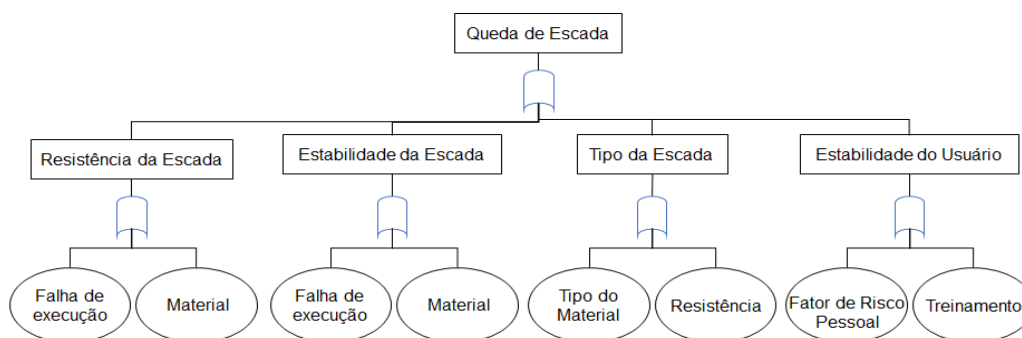 Queda de Escada
Resistência da Escada
Estabilidade da Escada
Tipo da Escada
Estabilidade do Usuário
Falha de
execução
Material
Falha de
execução
Material
Tipo do
Material
Resistência
Fator de Risco
Pessoal
Treinamento